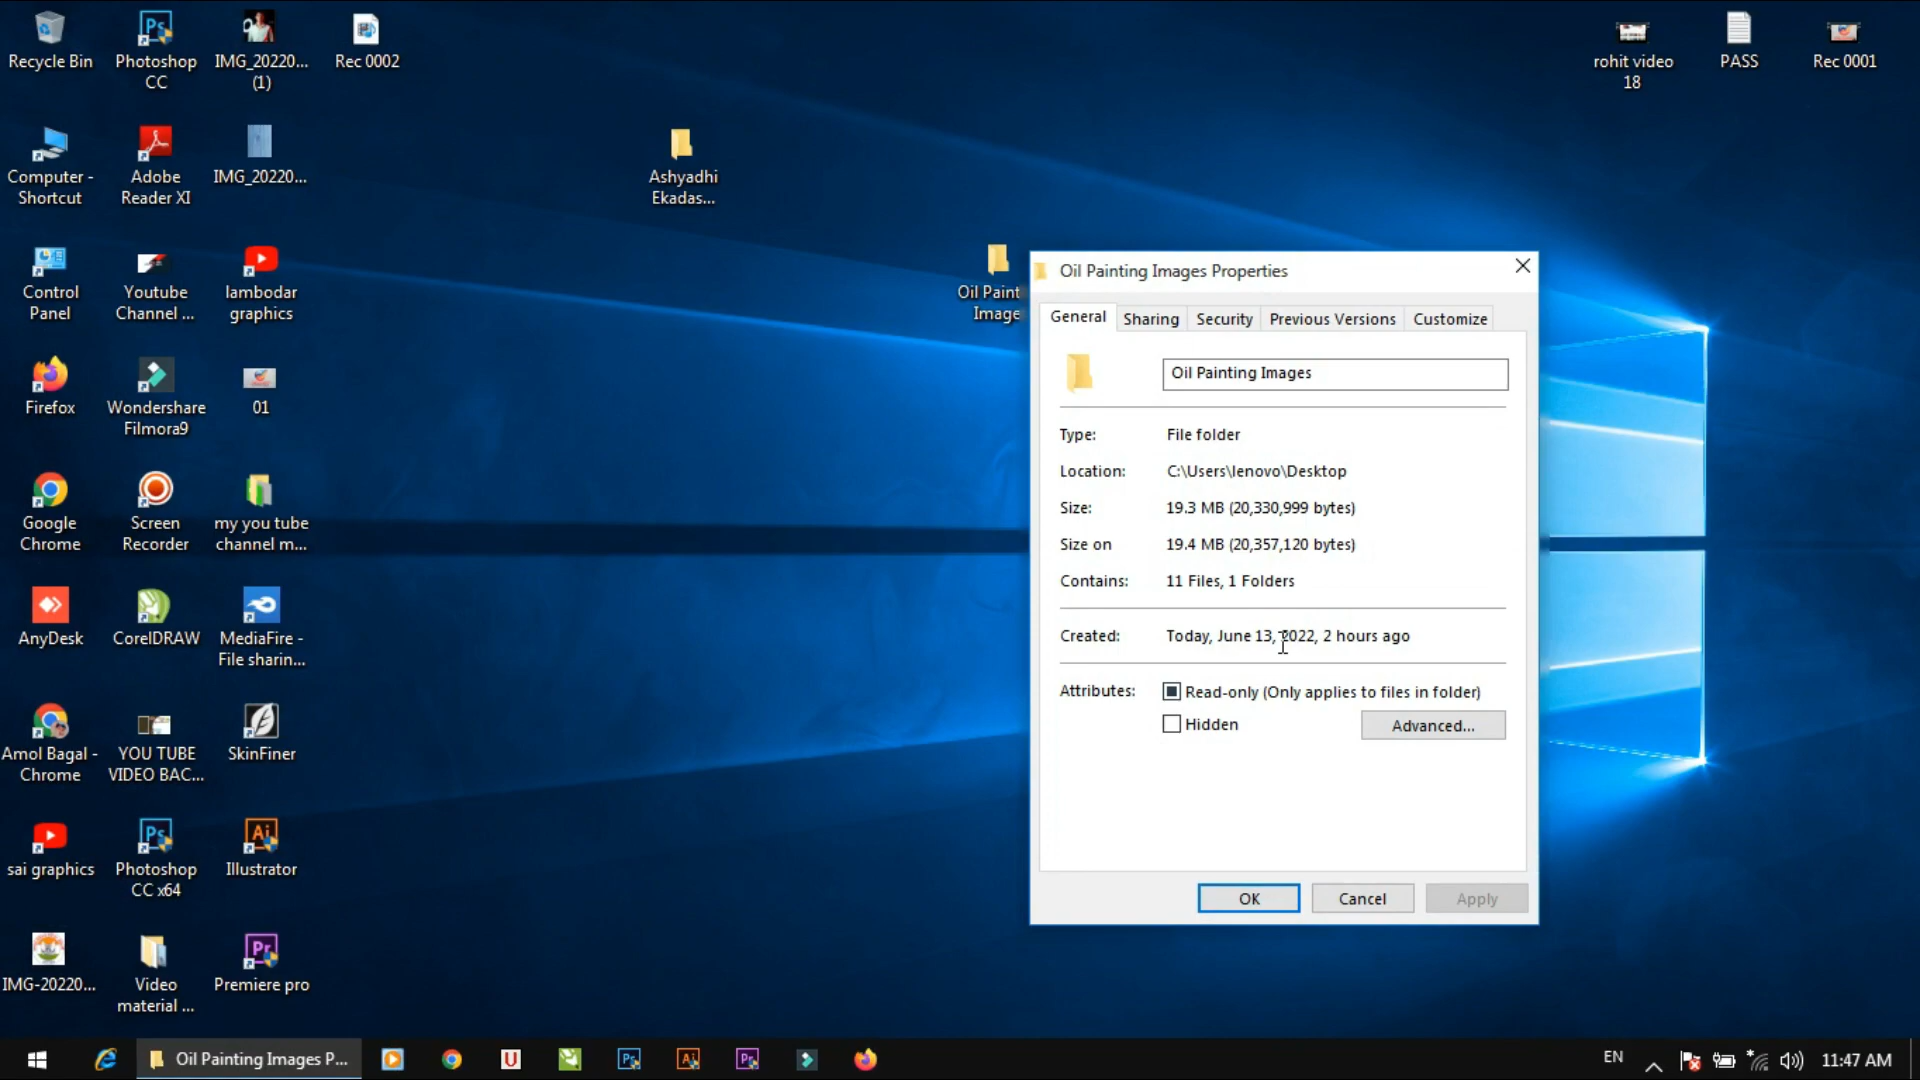 Recycle Bin
Photoshop
CC
IMG_20220...
(1)
Rec 0002
rohit video
18
PASS
Rec 0001
Computer -
Shortcut
Adobe
Reader XI
IMG_20220...
Ashyadhi
Ekadas...
Control
Panel
Youtube
Channel ...
lambodar
graphics
Oil Paint
Image
Firefox
Wondershare
Filmora9
01
Google
Chrome
Screen
Recorder
my you tube
channel m...
AnyDesk
CorelDRAW
MediaFire -
File sharin...
Amol Bagal -
Chrome
YOU TUBE
VIDEO BAC...
SkinFiner
sai graphics
Photoshop
CC x64
Illustrator
IMG-20220...
Video
material ...
Premiere pro
Oil Painting Images Properties
General Sharing Security Previous Versions Customize
Oil Painting Images
Type: File folder
Location: C:\Users\lenovo\Desktop
Size: 19.3 MB (20,330,999 bytes)
Size on 19.4 MB (20,357,120 bytes)
Contains: 11 Files, 1 Folders
Created: Today, June 13, 2022, 2 hours ago
Attributes: Read-only (Only applies to files in folder)
Hidden Advanced...
OK Cancel Apply
Oil Painting Images P...
EN
11:47 AM